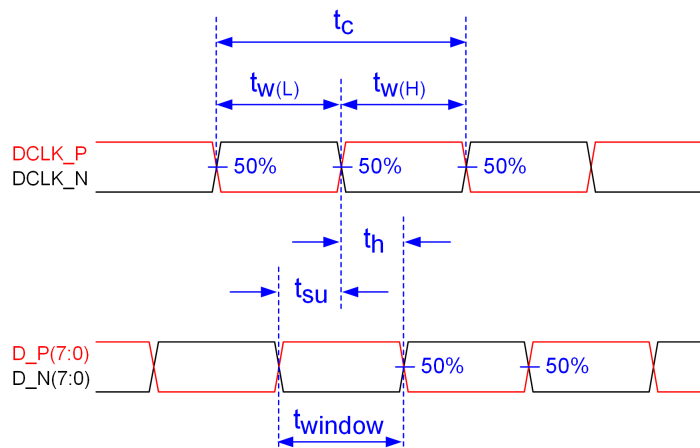 tc
tw(L) tw(H)
DCLK_P
DCLK_N
50% 50% 50%
th
tsu
D_P(7:0)
D_N(7:0)
50% 50%
twindow